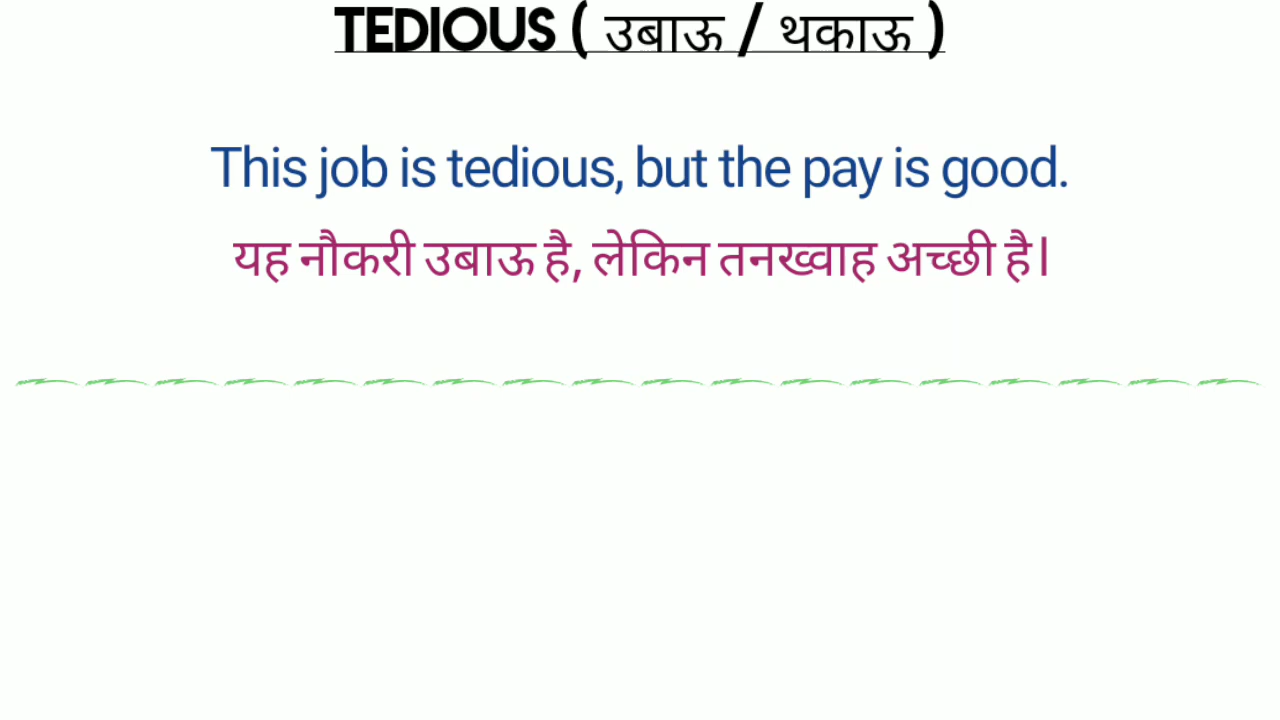 TEDIOUS ( उबाऊ / थकाऊ )
This job is tedious, but the pay is good.
यह नौकरी उबाऊ है, लेकिन तनख्वाह अच्छी है।